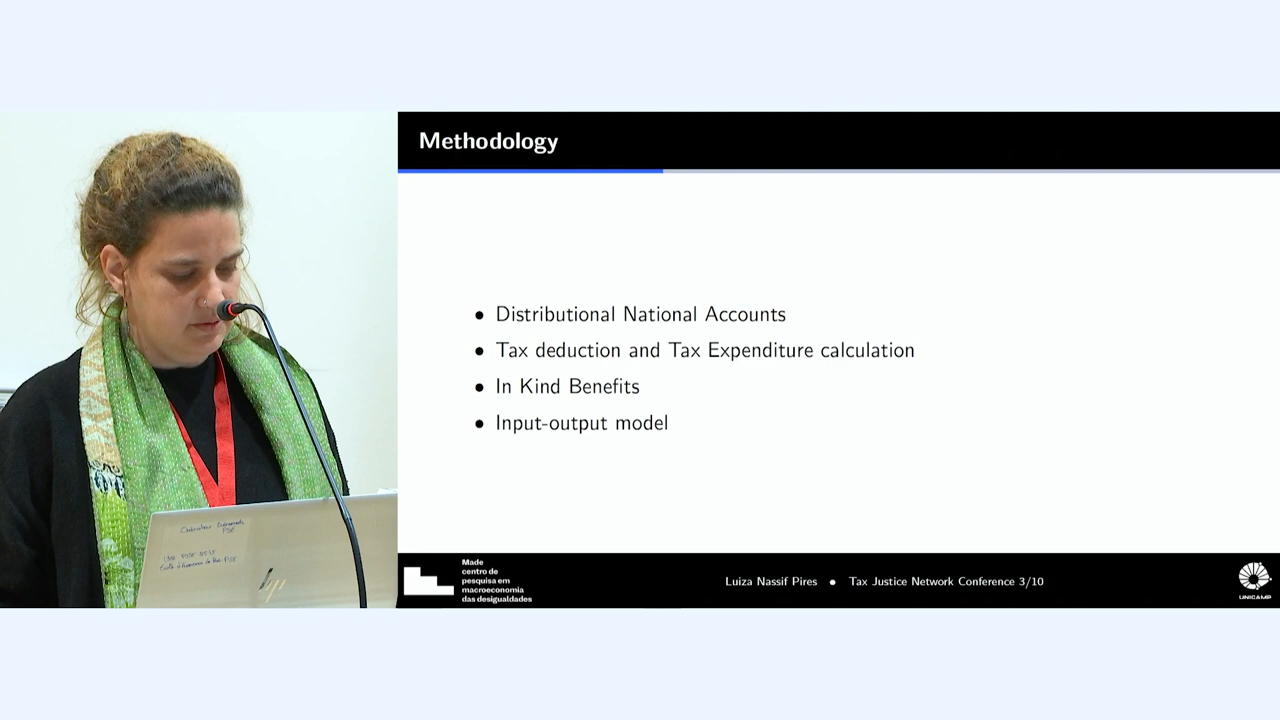 Methodology
• Distributional National Accounts
• Tax deduction and Tax Expenditure calculation
• In Kind Benefits
• Input-output model
Made
centro de
pesquisa em
macroeconomia
das desigualdades
Luiza Nassif Pires • Tax Justice Network Conference 3/10
UNICAMP
PSE